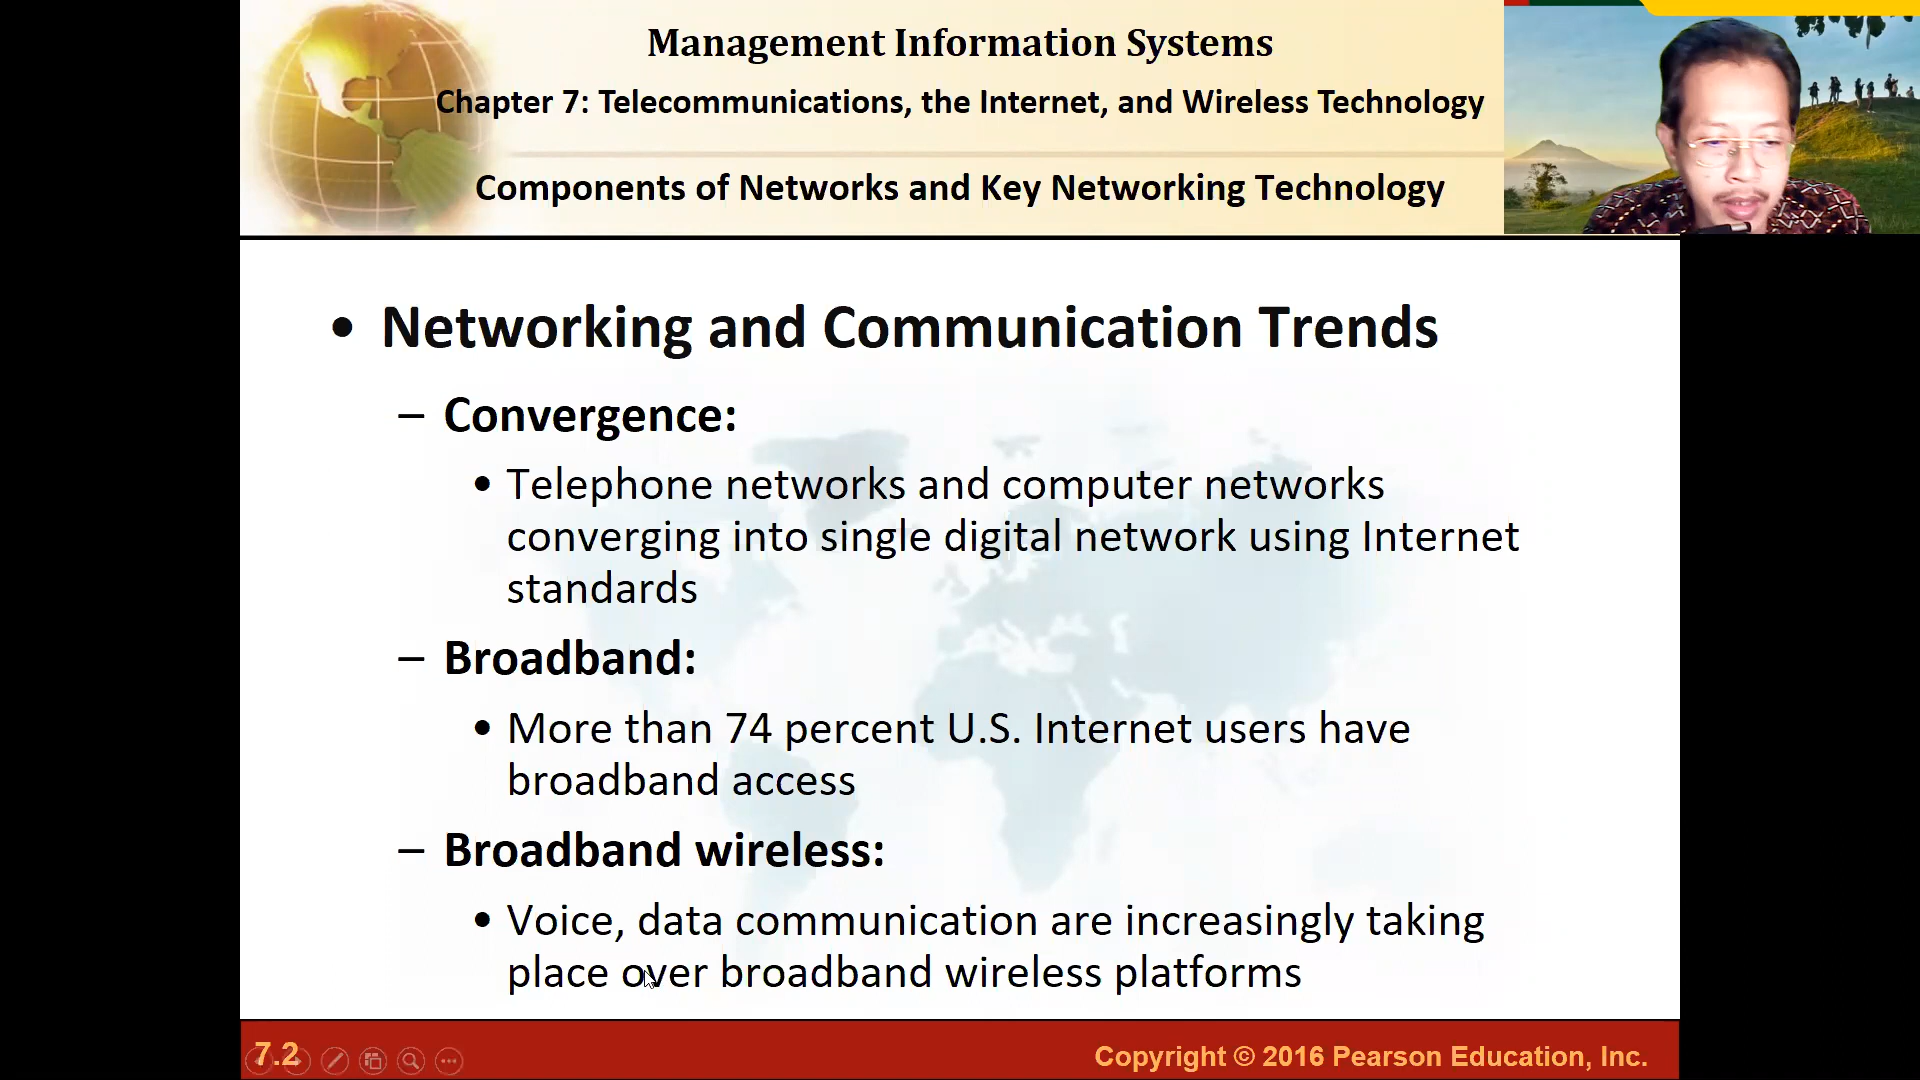 Management Information Systems
Chapter 7: Telecommunications, the Internet, and Wireless Technology
Components of Networks and Key Networking Technology
• Networking and Communication Trends
– Convergence:
• Telephone networks and computer networks
converging into single digital network using Internet
standards
– Broadband:
• More than 74 percent U.S. Internet users have
broadband access
– Broadband wireless:
• Voice, data communication are increasingly taking
place over broadband wireless platforms
7.2
Copyright © 2016 Pearson Education, Inc.